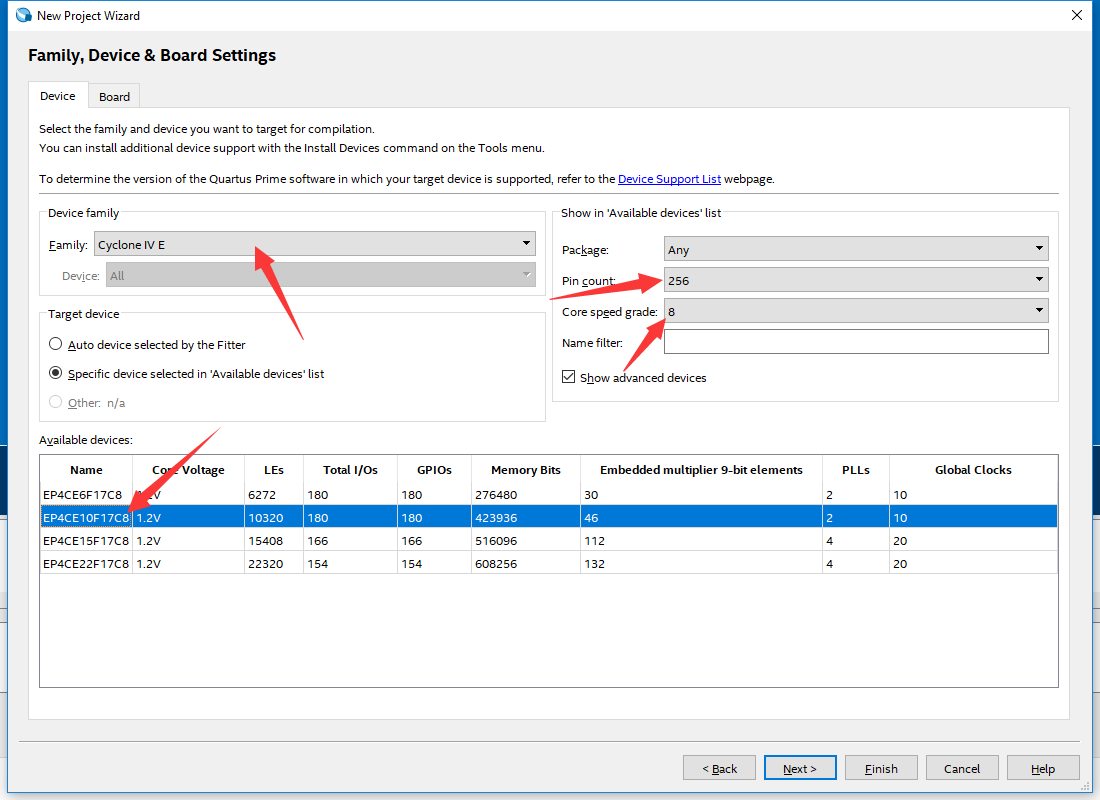 New Project Wizard
Family, Device & Board Settings
Device Board
Select the family and device you want to target for compilation.
You can install additional device support with the Install Devices command on the Tools menu.
To determine the version of the Quartus Prime software in which your target device is supported, refer to the Device Support List webpage.
Device family
Family: Cyclone IV E
Device: All
Target device
Auto device selected by the Fitter
Specific device selected in 'Available devices' list
Other: n/a
Show in 'Available devices' list
Package: Any
Pin count: 256
Core speed grade: 8
Name filter:
Show advanced devices
Available devices:
Name Core Voltage LEs Total I/Os GPIOs Memory Bits Embedded multiplier 9-bit elements PLLs Global Clocks
EP4CE6F17C8 1.2V 6272 180 180 276480 30 2 10
EP4CE10F17C8 1.2V 10320 180 180 423936 46 2 10
EP4CE15F17C8 1.2V 15408 166 166 516096 112 4 20
EP4CE22F17C8 1.2V 22320 154 154 608256 132 4 20
< Back Next > Finish Cancel Help